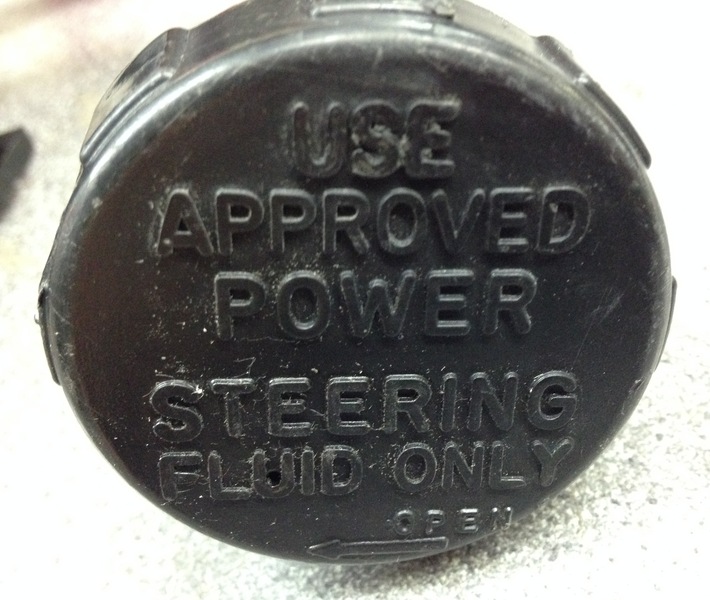 USE
APPROVED
POWER
STEERING
FLUID ONLY
OPEN